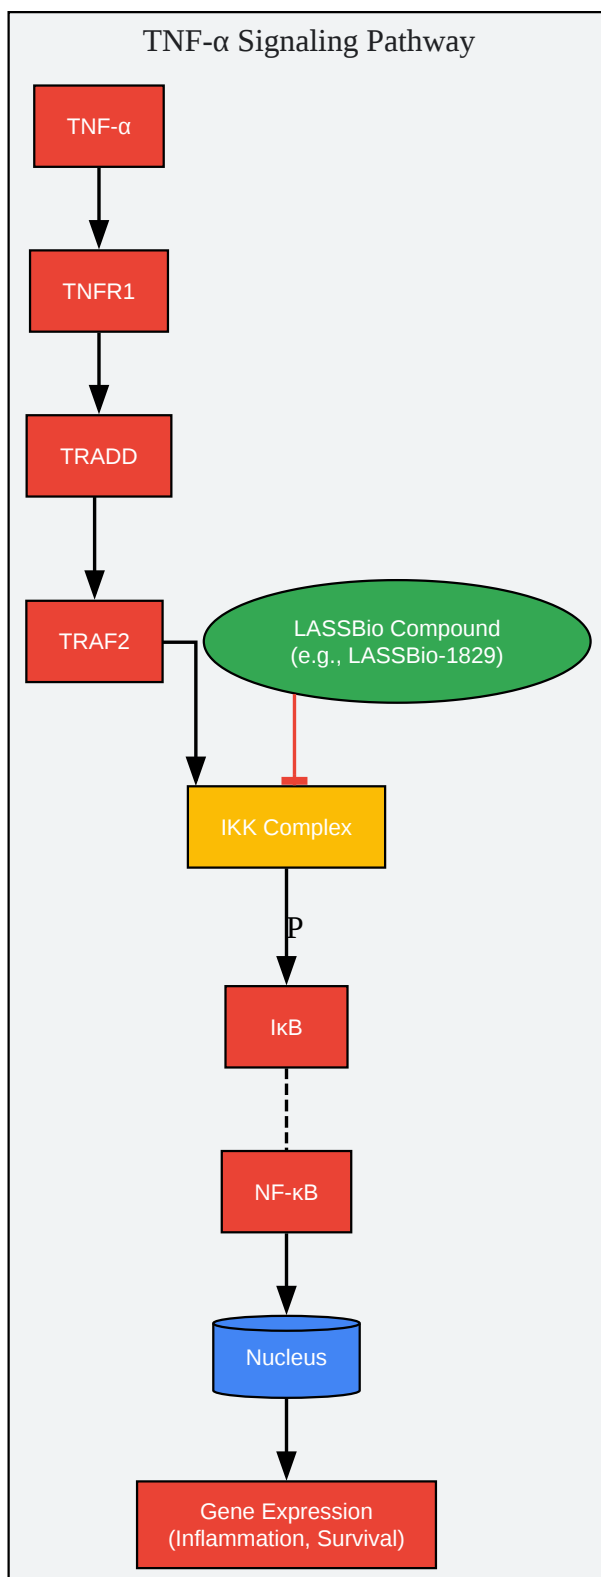 TNF-α Signaling Pathway
TNF-α
TNFR1
TRADD
TRAF2
LASSBio Compound
(e.g., LASSBio-1829)
IKK Complex
P
IκB
NF-κB
Nucleus
Gene Expression
(Inflammation, Survival)